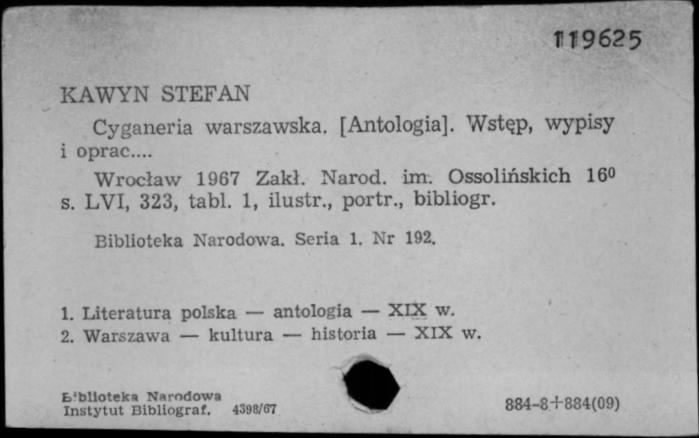 119625
KAWYN STEFAN
Cyganeria warszawska. [Antologia]. Wstęp, wypisy
i oprac....
Wrocław 1967 Zakł. Narod. im. Ossolińskich 16⁰
s. LVI, 323, tabl. 1, ilustr., portr., bibliogr.
Biblioteka Narodowa. Seria 1. Nr 192.
1. Literatura polska — antologia — XIX w.
2. Warszawa — kultura — historia — XIX w.
Biblioteka Narodowa
Instytut Bibliograf. 4398/67
884-8+884(09)